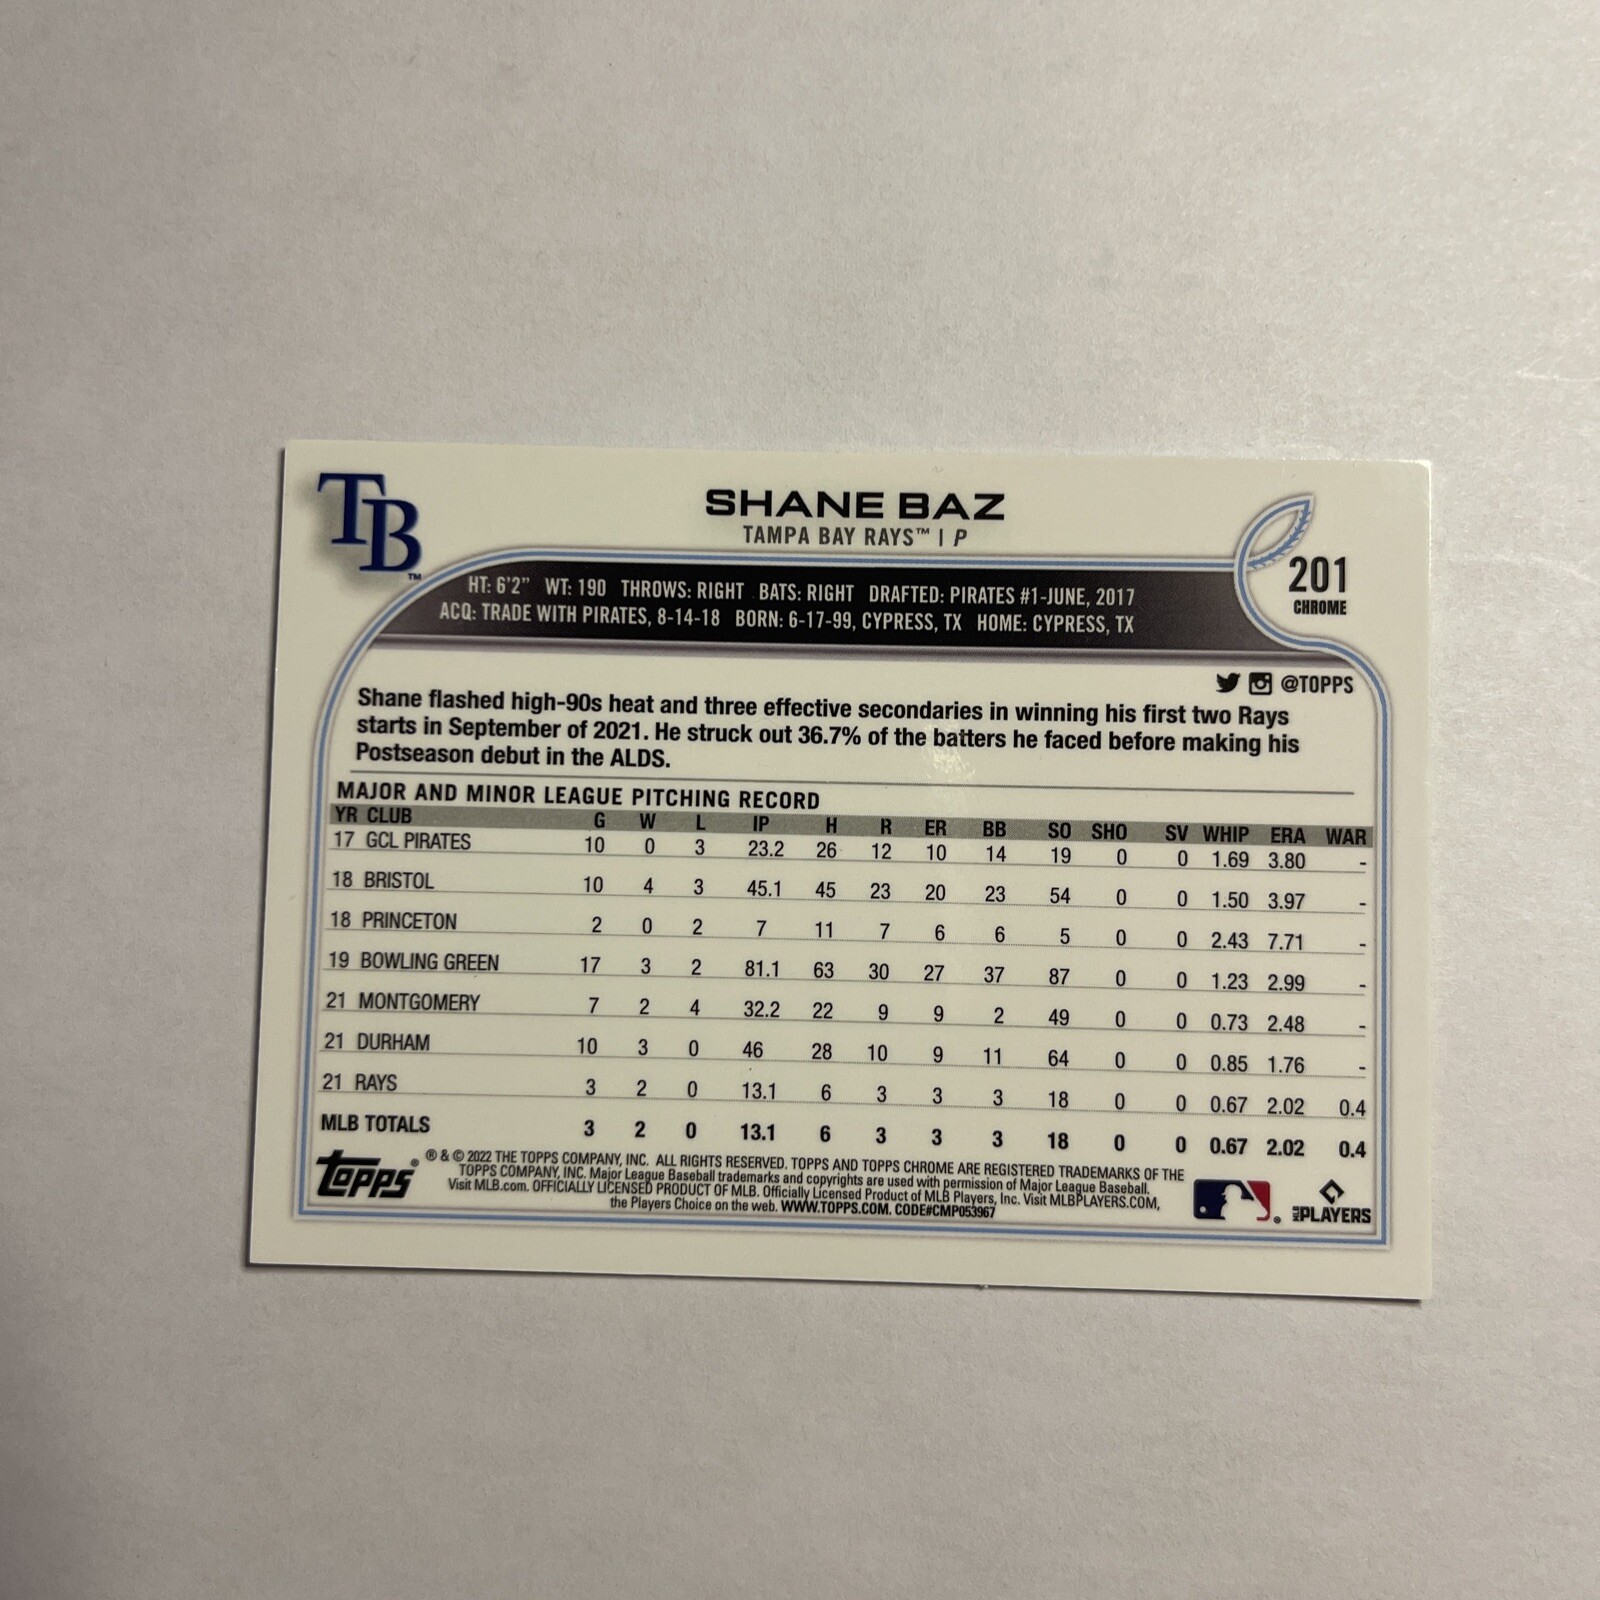 TB™
SHANE BAZ
TAMPA BAY RAYS™ | P
201
CHROME
HT: 6'2" WT: 190 THROWS: RIGHT BATS: RIGHT DRAFTED: PIRATES #1-JUNE, 2017
ACQ: TRADE WITH PIRATES, 8-14-18 BORN: 6-17-99, CYPRESS, TX HOME: CYPRESS, TX
@TOPPS
Shane flashed high-90s heat and three effective secondaries in winning his first two Rays
starts in September of 2021. He struck out 36.7% of the batters he faced before making his
Postseason debut in the ALDS.
MAJOR AND MINOR LEAGUE PITCHING RECORD
YR CLUB G W L IP H R ER BB SO SHO SV WHIP ERA WAR
17 GCL PIRATES 10 0 3 23.2 26 12 10 14 19 0 0 1.69 3.80 -
18 BRISTOL 10 4 3 45.1 45 23 20 23 54 0 0 1.50 3.97 -
18 PRINCETON 2 0 2 7 11 7 6 6 5 0 0 2.43 7.71 -
19 BOWLING GREEN 17 3 2 81.1 63 30 27 37 87 0 0 1.23 2.99 -
21 MONTGOMERY 7 2 4 32.2 22 9 9 2 49 0 0 0.73 2.48 -
21 DURHAM 10 3 0 46 28 10 9 11 64 0 0 0.85 1.76 -
21 RAYS 3 2 0 13.1 6 3 3 3 18 0 0 0.67 2.02 0.4
MLB TOTALS 3 2 0 13.1 6 3 3 3 18 0 0 0.67 2.02 0.4
topps®
® & © 2022 THE TOPPS COMPANY, INC. ALL RIGHTS RESERVED. TOPPS AND TOPPS CHROME ARE REGISTERED TRADEMARKS OF THE
TOPPS COMPANY, INC. Major League Baseball trademarks and copyrights are used with permission of Major League Baseball.
Visit MLB.com. OFFICIALLY LICENSED PRODUCT OF MLB. Officially Licensed Product of MLB Players, Inc. Visit MLBPLAYERS.COM,
the Players Choice on the web. WWW.TOPPS.COM. CODE#CMP053967
®
MLB PLAYERS